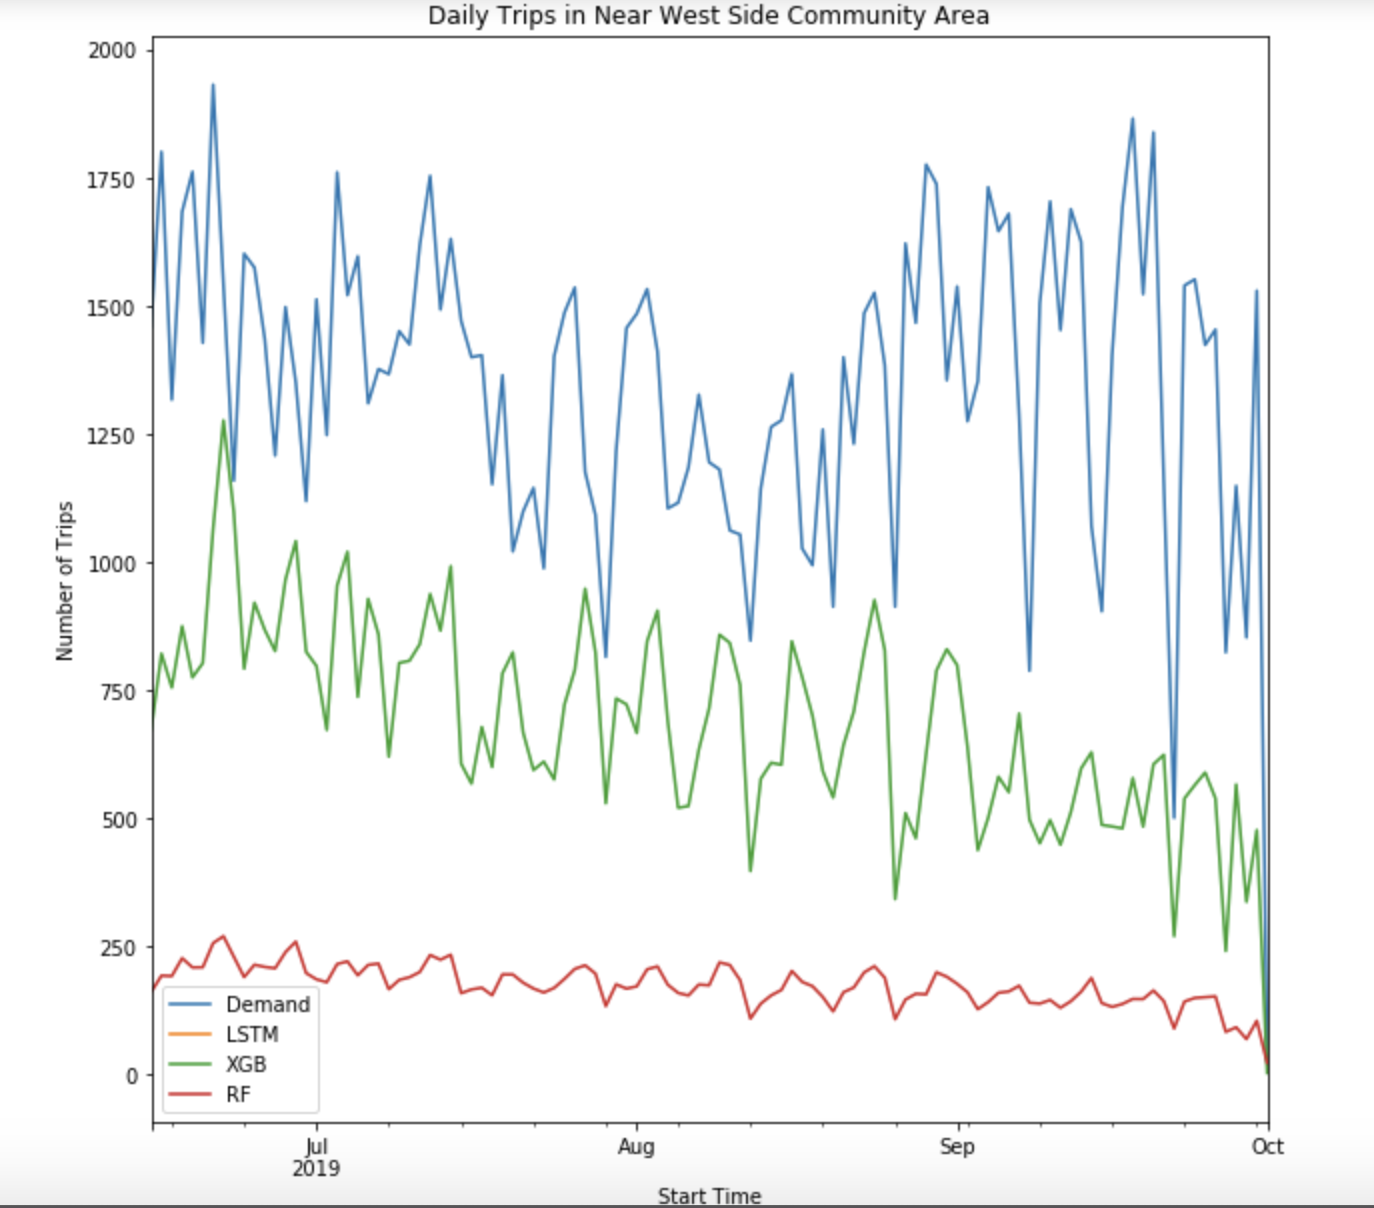 Daily Trips in Near West Side Community Area
2000
1750
1500
1250
1000
750
500
250
0
Number of Trips
Demand
LSTM
XGB
RF
Jul
2019
Aug
Sep
Oct
Start Time